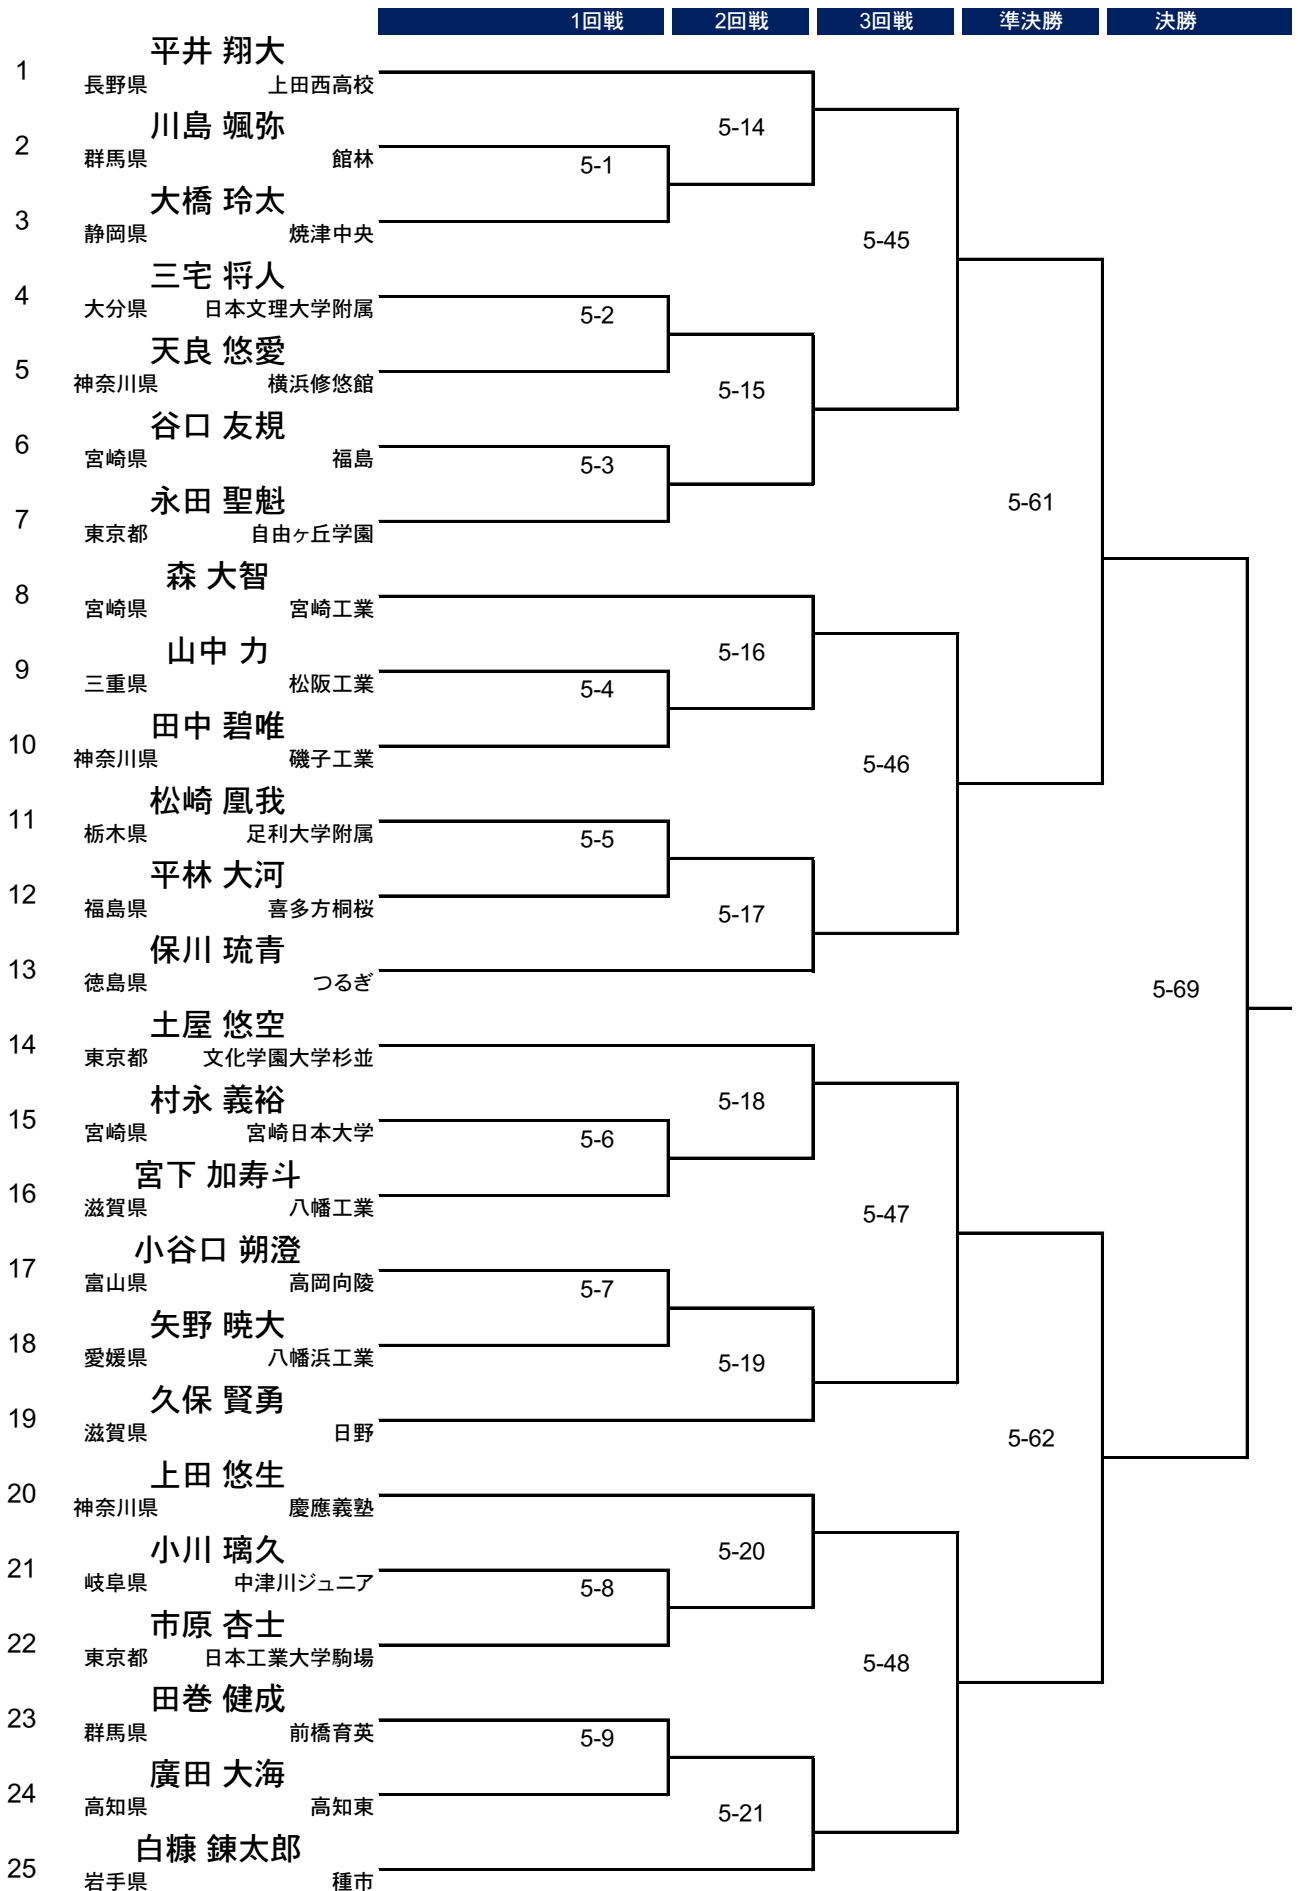 1回戦 2回戦 3回戦 準決勝 決勝
平井 翔大
1
長野県 上田西高校
川島 颯弥
5-14
2
群馬県 館林
5-1
大橋 玲太
3
静岡県 焼津中央
5-45
三宅 将人
4
大分県 日本文理大学附属
5-2
天良 悠愛
5
神奈川県 横浜修悠館
5-15
谷口 友規
6
宮崎県 福島
5-3
永田 聖魁
5-61
7
東京都 自由ヶ丘学園
森 大智
8
宮崎県 宮崎工業
山中 力
5-16
9
三重県 松阪工業
5-4
田中 碧唯
10
神奈川県 磯子工業
5-46
松崎 凰我
11
栃木県 足利大学附属
5-5
平林 大河
12
福島県 喜多方桐桜
5-17
保川 琉青
13
徳島県 つるぎ
5-69
土屋 悠空
14
東京都 文化学園大学杉並
村永 義裕
5-18
15
宮崎県 宮崎日本大学
5-6
宮下 加寿斗
16
滋賀県 八幡工業
5-47
小谷口 朔澄
17
富山県 高岡向陵
5-7
矢野 暁大
18
愛媛県 八幡浜工業
5-19
久保 賢勇
19
滋賀県 日野
5-62
上田 悠生
20
神奈川県 慶應義塾
小川 璃久
5-20
21
岐阜県 中津川ジュニア
5-8
市原 杏士
22
東京都 日本工業大学駒場
5-48
田巻 健成
23
群馬県 前橋育英
5-9
廣田 大海
24
高知県 高知東
5-21
白糠 錬太郎
25
岩手県 種市